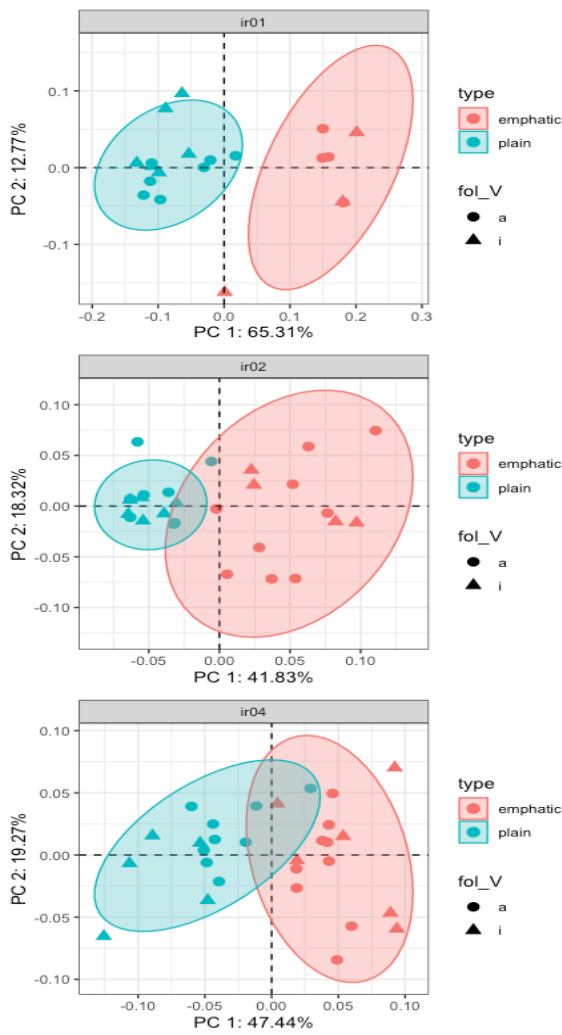 ir01
0.1
0.0
-0.1
-0.2
-0.1
0.0
0.1
0.2
0.3
PC 2: 12.77%
PC 1: 65.31%
type
emphatic
plain
fol_V
a
i
ir02
0.10
0.05
0.00
-0.05
-0.10
-0.05
0.00
0.05
0.10
PC 2: 18.32%
PC 1: 41.83%
type
emphatic
plain
fol_V
a
i
ir04
0.10
0.05
0.00
-0.05
-0.10
-0.10
-0.05
0.00
0.05
0.10
PC 2: 19.27%
PC 1: 47.44%
type
emphatic
plain
fol_V
a
i